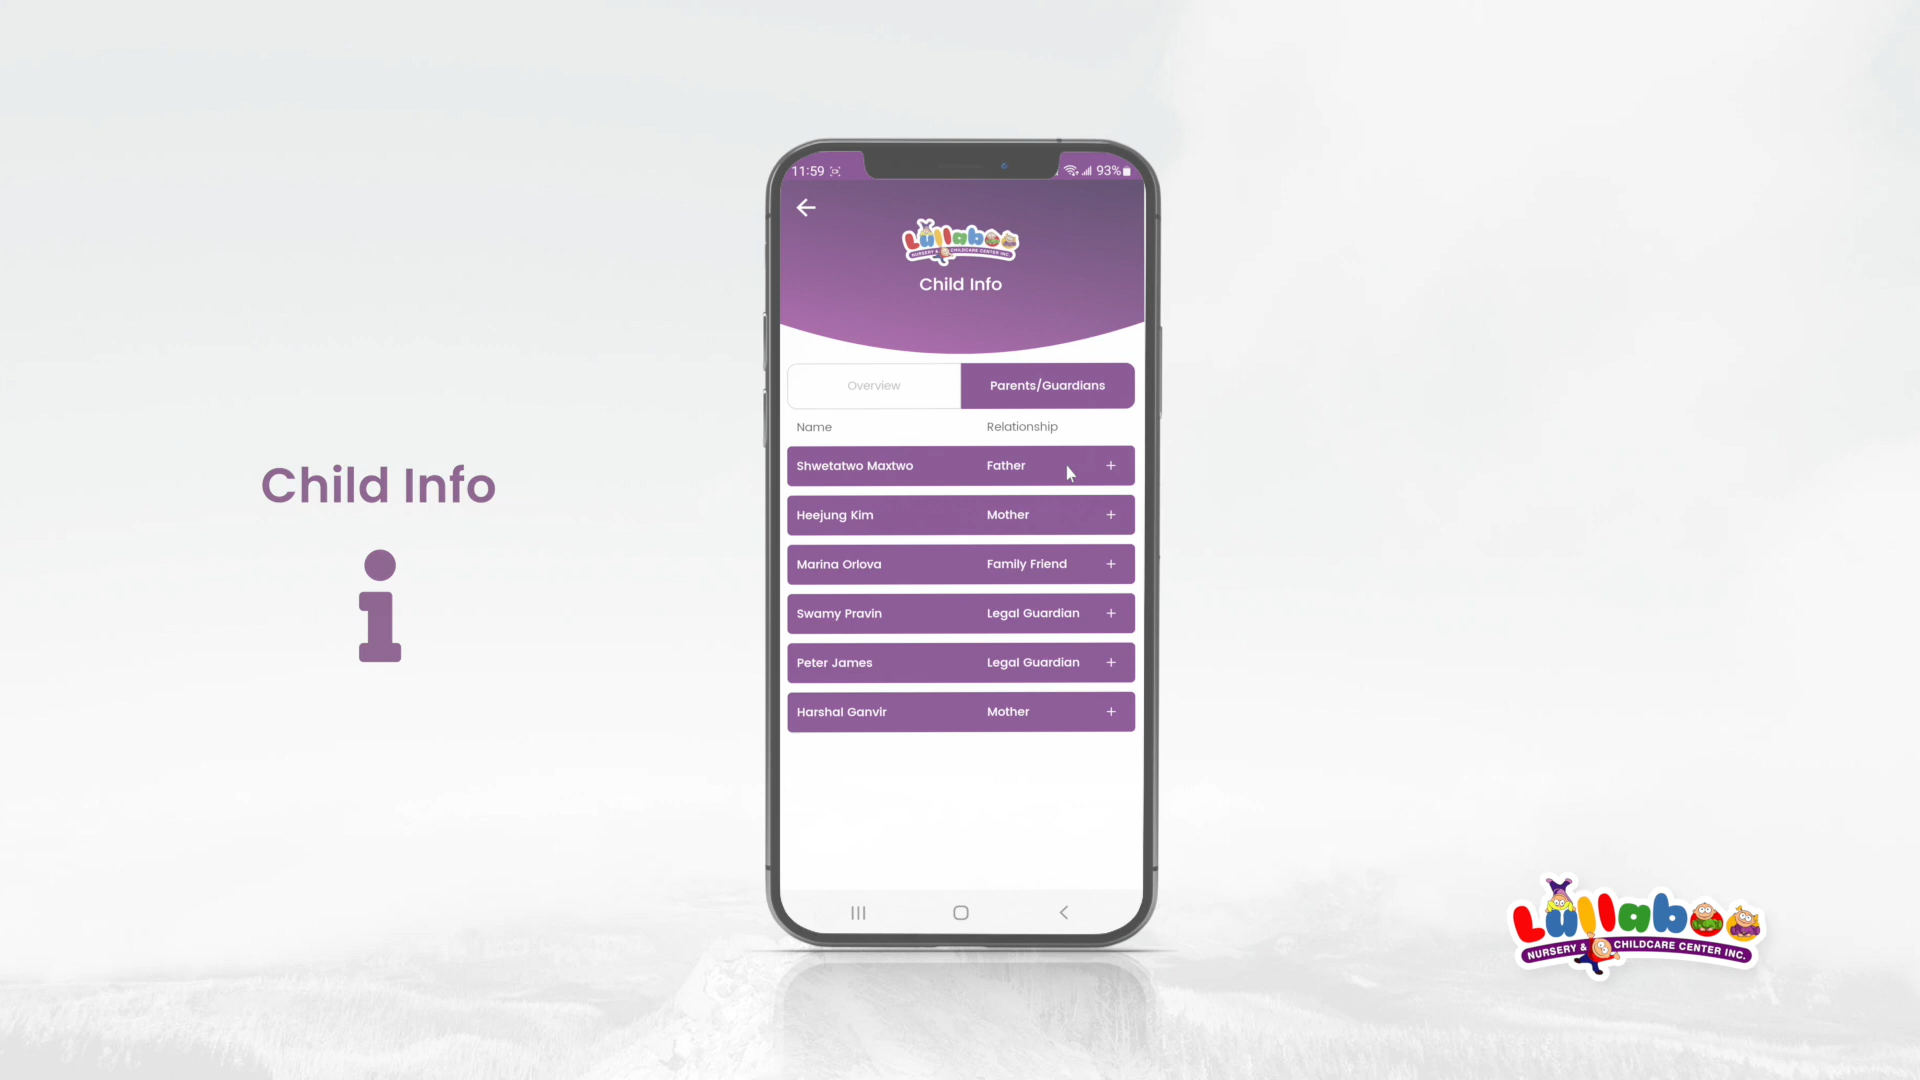 11:59
93%
Lullaboo
NURSERY & CHILDCARE CENTER INC.
Child Info
Overview
Parents/Guardians
Name
Relationship
Shwetatwo Maxtwo
Father
+
Heejung Kim
Mother
+
Marina Orlova
Family Friend
+
Swamy Pravin
Legal Guardian
+
Peter James
Legal Guardian
+
Harshal Ganvir
Mother
+
Child Info
Lullaboo
NURSERY & CHILDCARE CENTER INC.